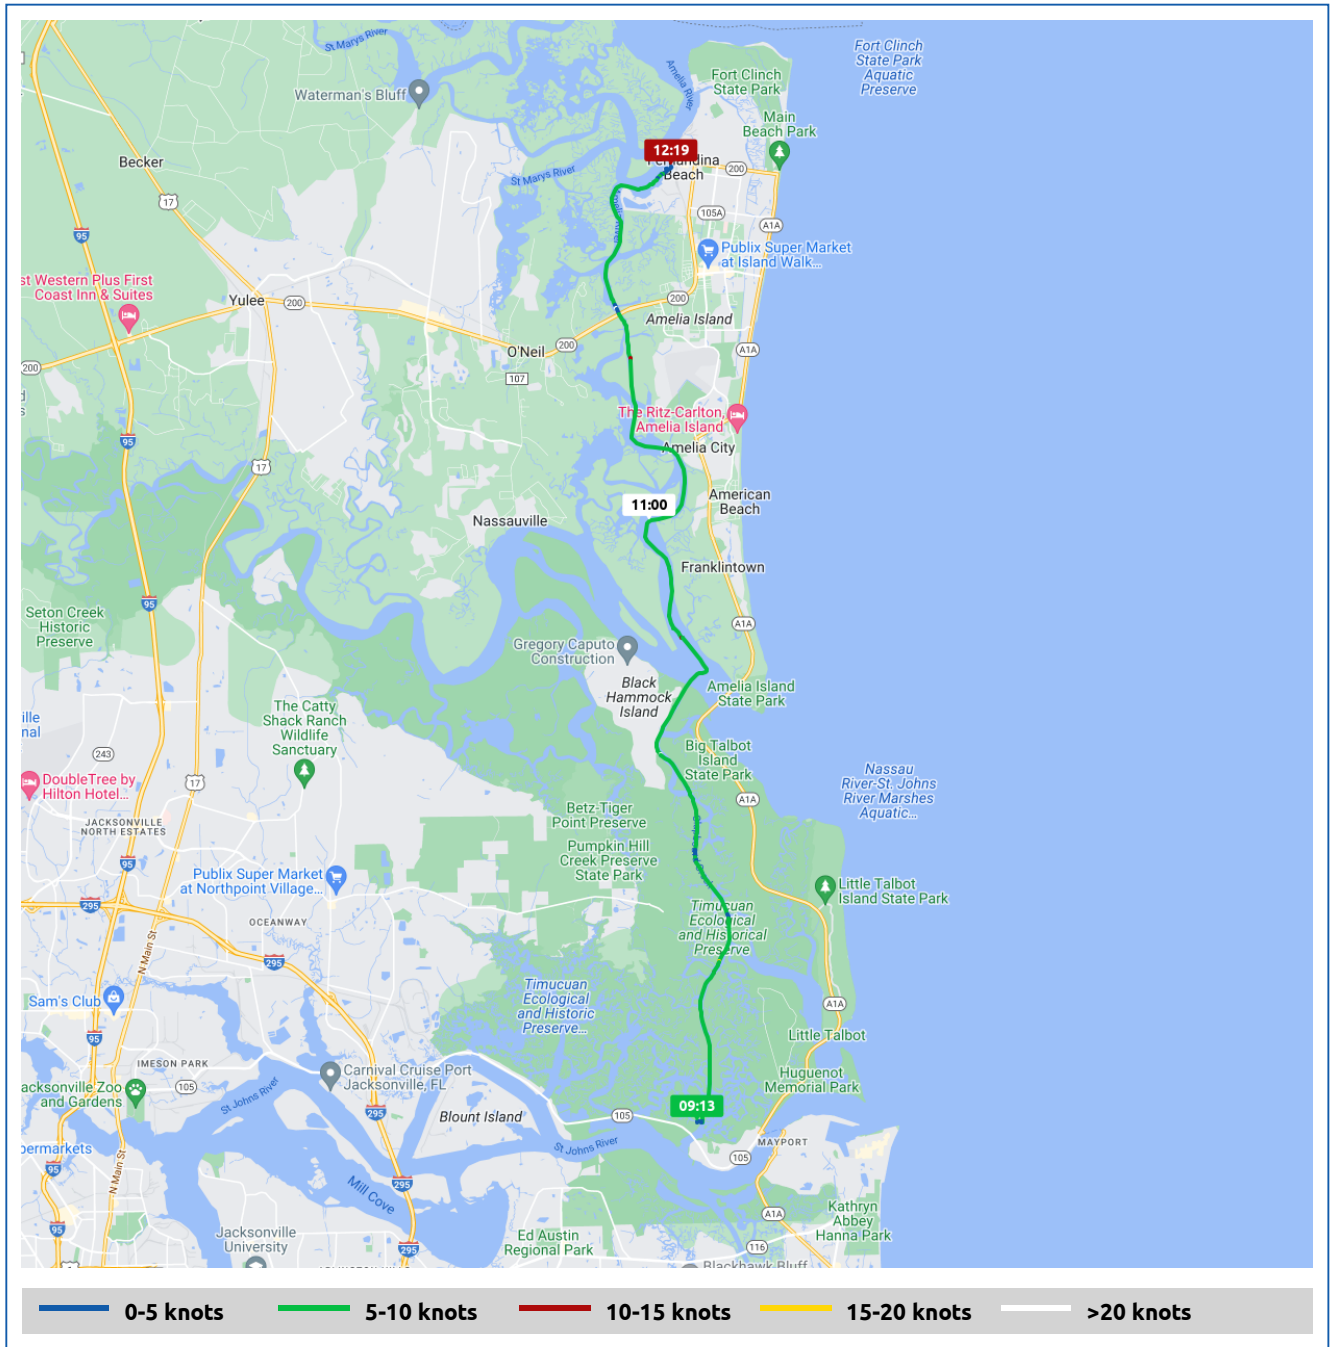 St Marys River
Waterman's Bluff
Amelia River
Fort Clinch
State Park
Fort Clinch
State Park
Aquatic
Preserve
Main
Beach Park
Becker
12:19
Beach
200
St Marys River
17
105A
A1A
95
Publix Super Market
at Island Walk...
st Western Plus First
Coast Inn & Suites
Yulee
200
200
Amelia Island
O'Neil
200
A1A
200
107
The Ritz-Carlton,
Amelia Island
Amelia City
95
17
11:00
American
Beach
Nassauville
Franklintown
95
Seton Creek
Historic
Preserve
A1A
Gregory Caputo
Construction
Black
Hammock
Island
Amelia Island
State Park
ville
nal
The Catty
Shack Ranch
Wildlife
Sanctuary
243
Big Talbot
Island
State Park
Nassau
River-St. Johns
River Marshes
Aquatic...
DoubleTree by
Hilton Hotel...
17
A1A
JACKSONVILLE
NORTH ESTATES
Betz-Tiger
Point Preserve
95
Pumpkin Hill
Creek Preserve
State Park
Publix Super Market
at Northpoint Village...
Little Talbot
Island State Park
295
OCEANWAY
Timucuan
Ecological
and Historical
Preserve
N Main St
295
Timucuan
Ecological
and Historic
Preserve...
Sam's Club
A1A
95
Little Talbot
IMESON PARK
105
Carnival Cruise Port
Jacksonville, FL
Huguenot
Memorial Park
acksonville Zoo
and Gardens
St Johns River
295
Blount Island
105
09:13
MAYPORT
permarkets
St Johns River
105
95
N Main St
Mill Cove
295
A1A
Kathryn
Abbey
Hanna Park
95
Jacksonville
University
295
Ed Austin
Regional Park
116
Blackhawk Bluff
0-5 knots
5-10 knots
10-15 knots
15-20 knots
>20 knots